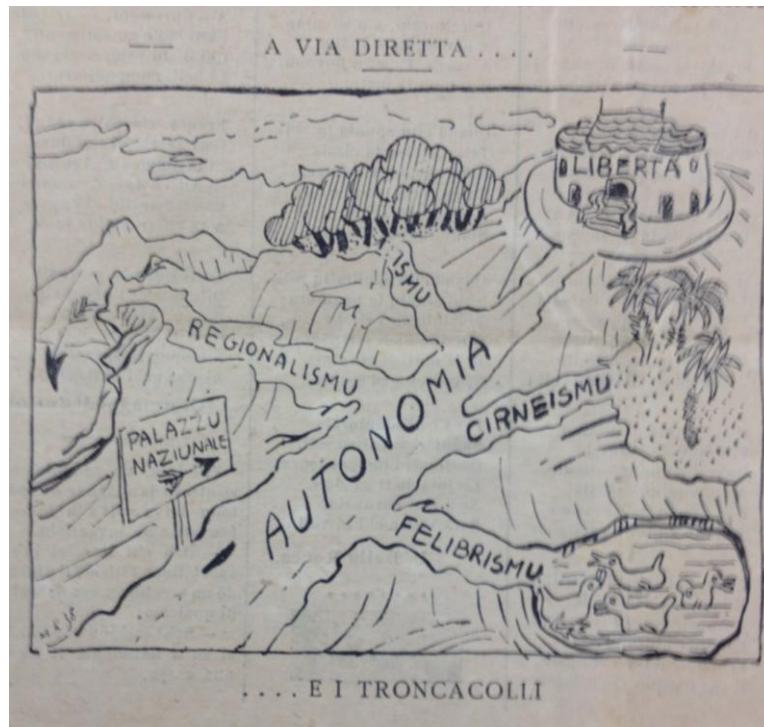 A VIA DIRETTA ....
LIBERTÀ
ISMU
REGIONALISMU
AUTONOMIA
CIRNEISMU
PALAZZU
NAZIUNALE
FELIBRISMU
.... E I TRONCACOLLI